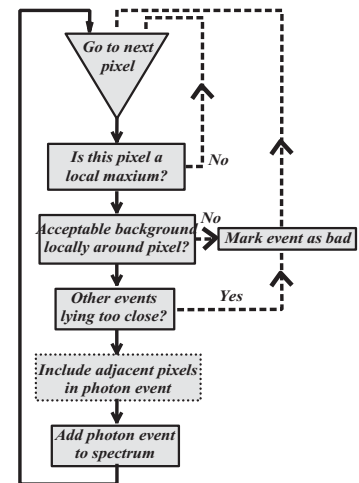 Go to next
pixel
Is this pixel a
local maxium?
No
Acceptable background
locally around pixel?
No
Mark event as bad
Other events
lying too close?
Yes
Include adjacent pixels
in photon event
Add photon event
to spectrum